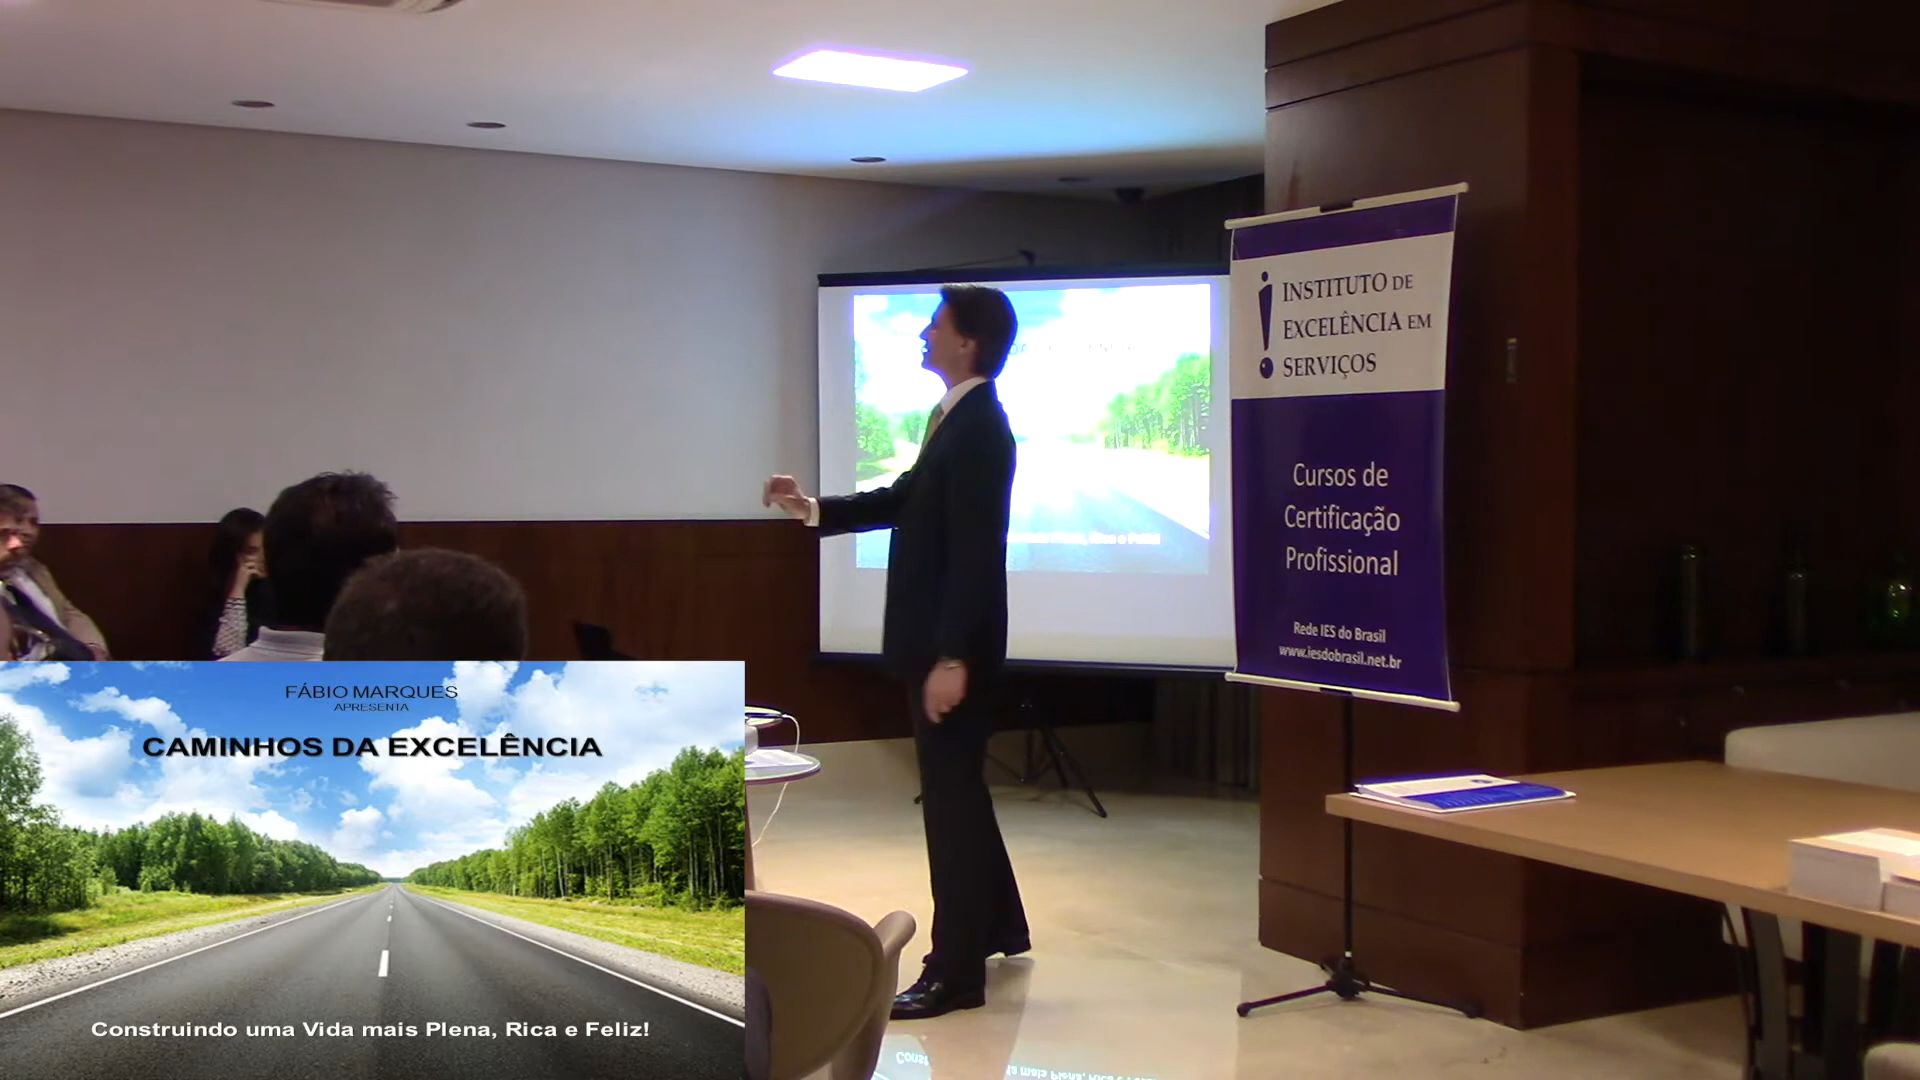 INSTITUTO DE
EXCELÊNCIA EM
SERVIÇOS
Cursos de
Certificação
Profissional
Rede IES do Brasil
www.iesdobrasil.net.br
FÁBIO MARQUES
APRESENTA
CAMINHOS DA EXCELÊNCIA
Construindo uma Vida mais Plena, Rica e Feliz!